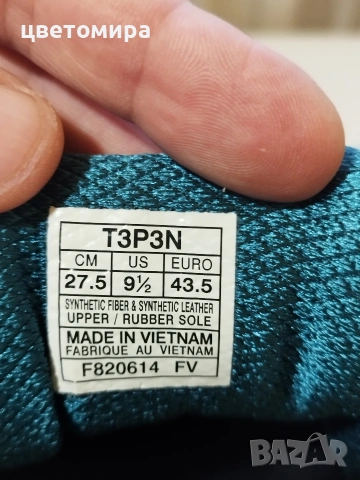 цветомира
T3P3N
CM US EURO
27.5 9½ 43.5
SYNTHETIC FIBER & SYNTHETIC LEATHER
UPPER / RUBBER SOLE
MADE IN VIETNAM
FABRIQUE AU VIETNAM
F820614 FV
BAZAR